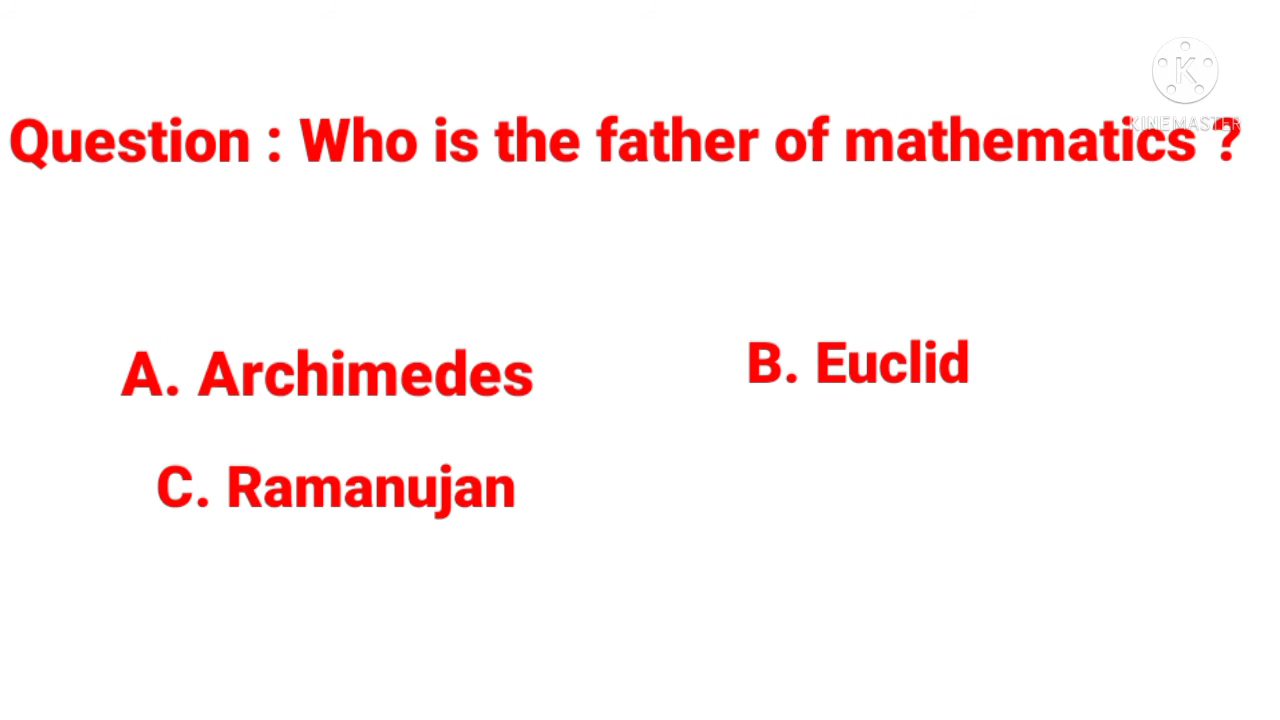 KINEMASTER
Question : Who is the father of mathematics ?
A. Archimedes
B. Euclid
C. Ramanujan